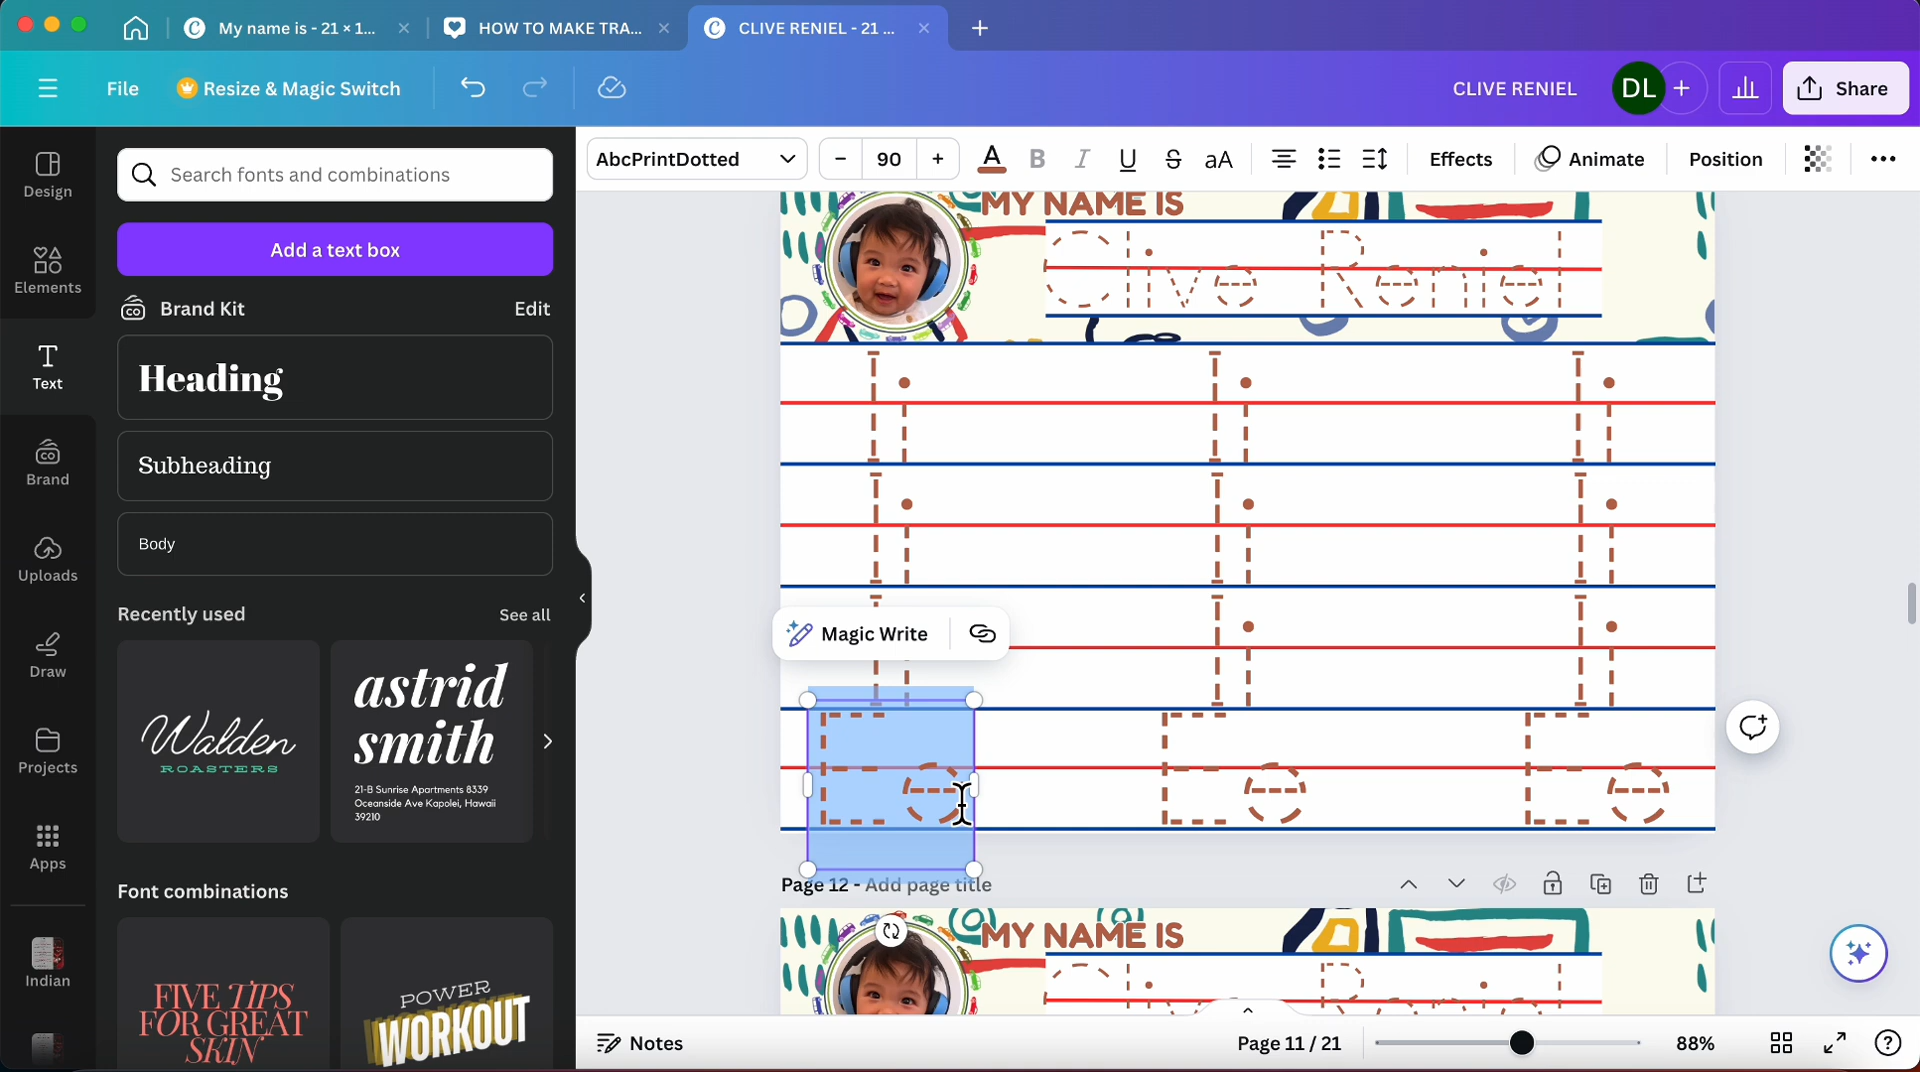 My name is - 21 × 1...
HOW TO MAKE TRA...
CLIVE RENIEL - 21 ...
File
Resize & Magic Switch
CLIVE RENIEL
DL
Share
Design
Elements
Text
Brand
Uploads
Draw
Projects
Apps
Indian
Search fonts and combinations
Add a text box
Brand Kit
Edit
Heading
Subheading
Body
Recently used
See all
Walden
ROASTERS
astrid
smith
21-B Sunrise Apartments 8339
Oceanside Ave Kapolei, Hawaii
39210
Font combinations
FIVE TIPS
FOR GREAT
SKIN
POWER
WORKOUT
AbcPrintDotted
- 90 +
A B I U S aA
Effects
Animate
Position
MY NAME IS
Clive Reniel
I i I i I i
I i I i I i
I i I i I i
Magic Write
E e E e E e
Page 12 - Add page title
MY NAME IS
Notes
Page 11 / 21
88%